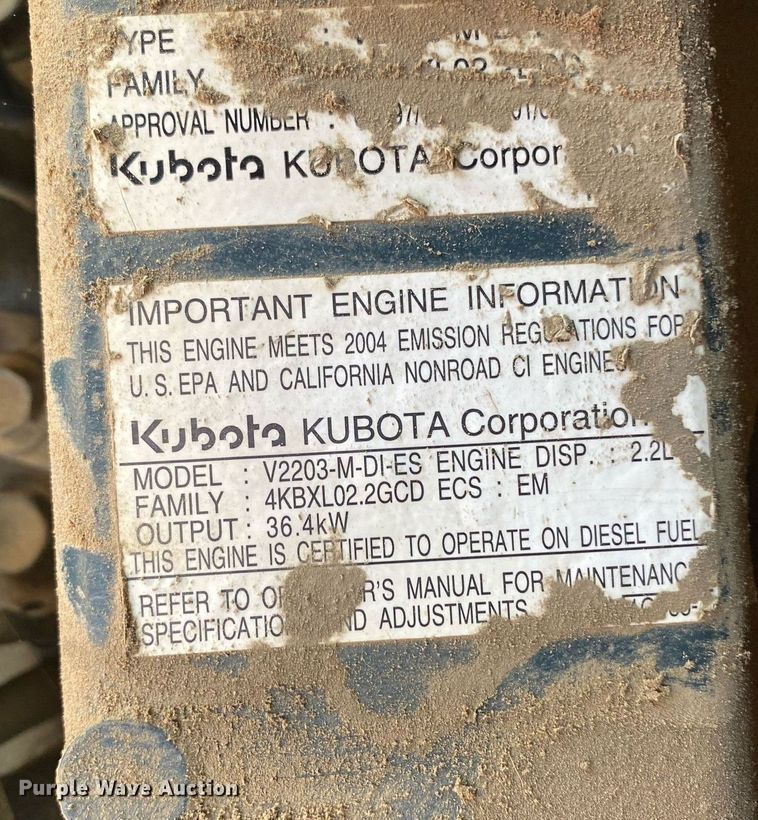 TYPE
FAMILY
APPROVAL NUMBER :
Kubota KUBOTA Corpor
IMPORTANT ENGINE INFORMATION
THIS ENGINE MEETS 2004 EMISSION REGULATIONS FOR
U.S.EPA AND CALIFORNIA NONROAD CI ENGINES
Kubota KUBOTA Corporation
MODEL : V2203-M-DI-ES ENGINE DISP. : 2.2L
FAMILY : 4KBXL02.2GCD ECS : EM
OUTPUT : 36.4kW
THIS ENGINE IS CERTIFIED TO OPERATE ON DIESEL FUEL
REFER TO OPERATOR'S MANUAL FOR MAINTENANC
SPECIFICATIO ND ADJUSTMENTS
Purple Wave Auction